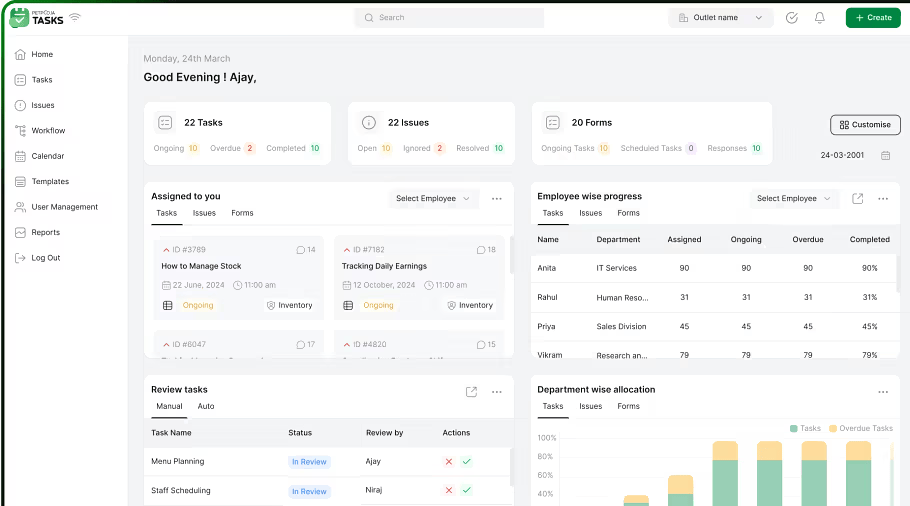 PETPOOJA
TASKS
Search
Outlet name
+ Create
Home
Tasks
Issues
Workflow
Calendar
Templates
User Management
Reports
Log Out
Monday, 24th March
Good Evening ! Ajay,
22 Tasks
Ongoing 10 Overdue 2 Completed 10
22 Issues
Open 10 Ignored 2 Resolved 10
20 Forms
Ongoing Tasks 10 Scheduled Tasks 0 Responses 10
Customise
24-03-2001
Assigned to you
Select Employee
Tasks Issues Forms
ID #3789 14
How to Manage Stock
22 June, 2024 11:00 am
Ongoing Inventory
ID #7182 18
Tracking Daily Earnings
12 October, 2024 11:00 am
Ongoing Inventory
ID #6047 17
ID #4820 15
Employee wise progress
Select Employee
Tasks Issues Forms
Name Department Assigned Ongoing Overdue Completed
Anita IT Services 90 90 90 90%
Rahul Human Reso... 31 31 31 31%
Priya Sales Division 45 45 45 45%
Vikram Research an... 79 79 79 79%
Review tasks
Manual Auto
Task Name Status Review by Actions
Menu Planning In Review Ajay
Staff Scheduling In Review Niraj
Department wise allocation
Tasks Issues Forms
Tasks Overdue Tasks
100%
80%
60%
40%